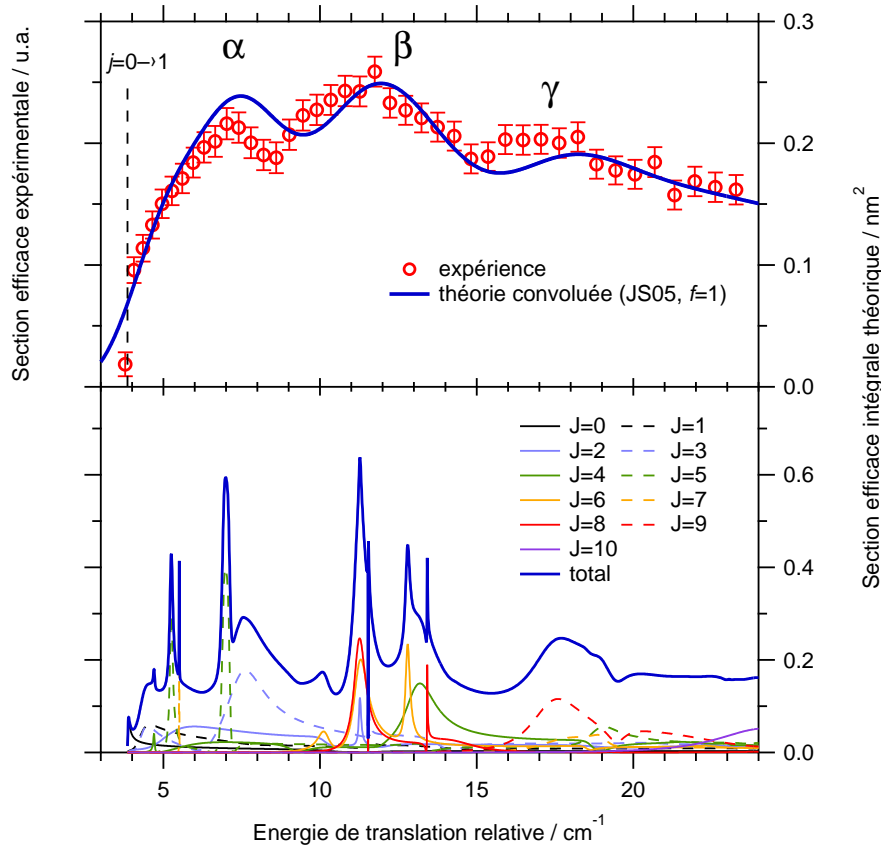 Section efficace expérimentale / u.a.
j=0→1
α
β
γ
0.3
0.2
0.1
0.0
expérience
théorie convoluée (JS05, f=1)
Section efficace intégrale théorique / nm²
J=0 J=1
J=2 J=3
J=4 J=5
J=6 J=7
J=8 J=9
J=10
total
0.6
0.4
0.2
0.0
5 10 15 20
Energie de translation relative / cm⁻¹